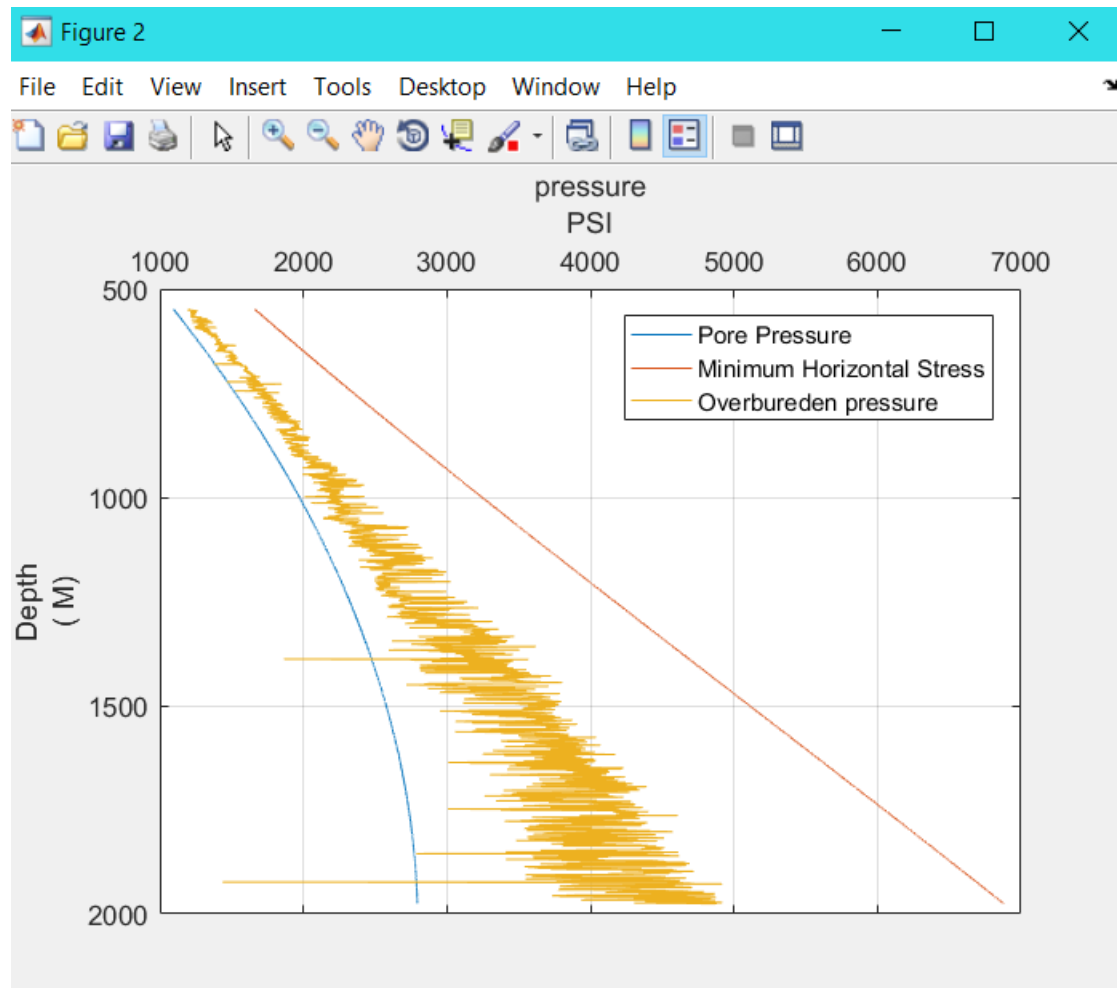 Figure 2
File Edit View Insert Tools Desktop Window Help
pressure
PSI
1000 2000 3000 4000 5000 6000 7000
500
1000
1500
2000
Depth
( M)
Pore Pressure
Minimum Horizontal Stress
Overbureden pressure